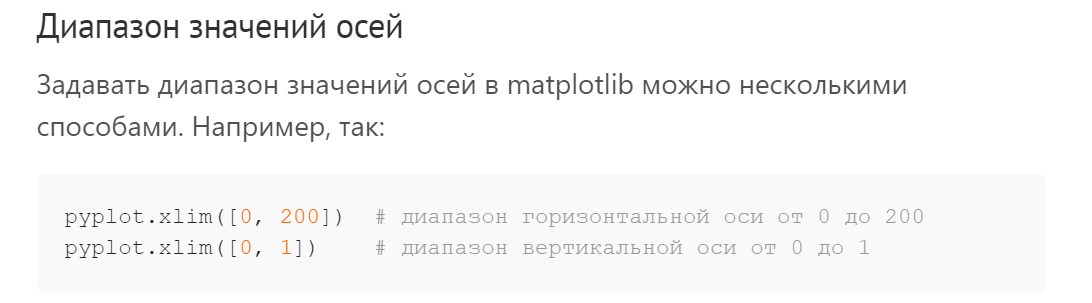 Диапазон значений осей
Задавать диапазон значений осей в matplotlib можно несколькими
способами. Например, так:
pyplot.xlim([0, 200])  # диапазон горизонтальной оси от 0 до 200
pyplot.xlim([0, 1])    # диапазон вертикальной оси от 0 до 1